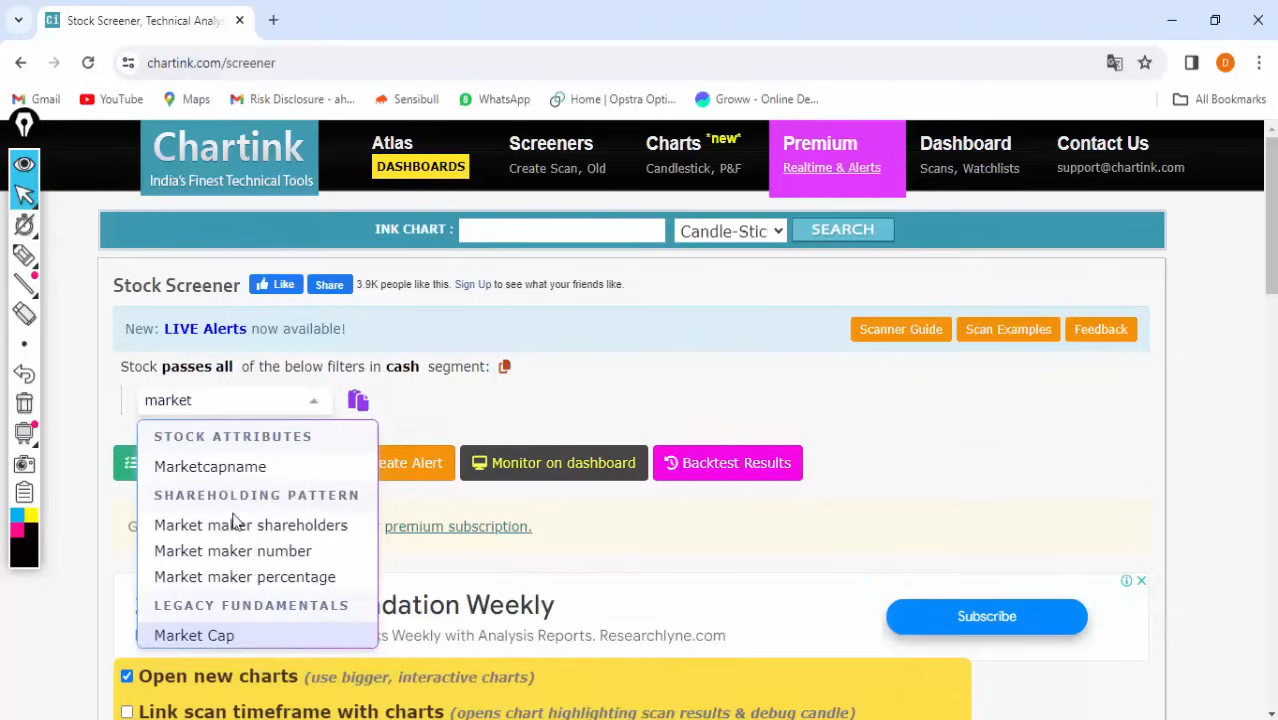 Stock Screener, Technical Analy
chartink.com/screener
Gmail YouTube Maps Risk Disclosure - ah... Sensibull WhatsApp Home | Opstra Opti... Groww - Online De... All Bookmarks
D
Ci
Chartink
India's Finest Technical Tools
Atlas
DASHBOARDS
Screeners
Create Scan, Old
Charts *new*
Candlestick, P&F
Premium
Realtime & Alerts
Dashboard
Scans, Watchlists
Contact Us
support@chartink.com
INK CHART : Candle-Stic SEARCH
Stock Screener Like Share 3.9K people like this. Sign Up to see what your friends like.
New: LIVE Alerts now available! Scanner Guide Scan Examples Feedback
Stock passes all of the below filters in cash segment:
market
STOCK ATTRIBUTES
Marketcapname
SHAREHOLDING PATTERN
Market maker shareholders
Market maker number
Market maker percentage
LEGACY FUNDAMENTALS
Market Cap
eate Alert Monitor on dashboard Backtest Results
G premium subscription.
ndation Weekly
ks Weekly with Analysis Reports. Researchlyne.com
Subscribe
Open new charts (use bigger, interactive charts)
Link scan timeframe with charts (opens chart highlighting scan results & debug candle)